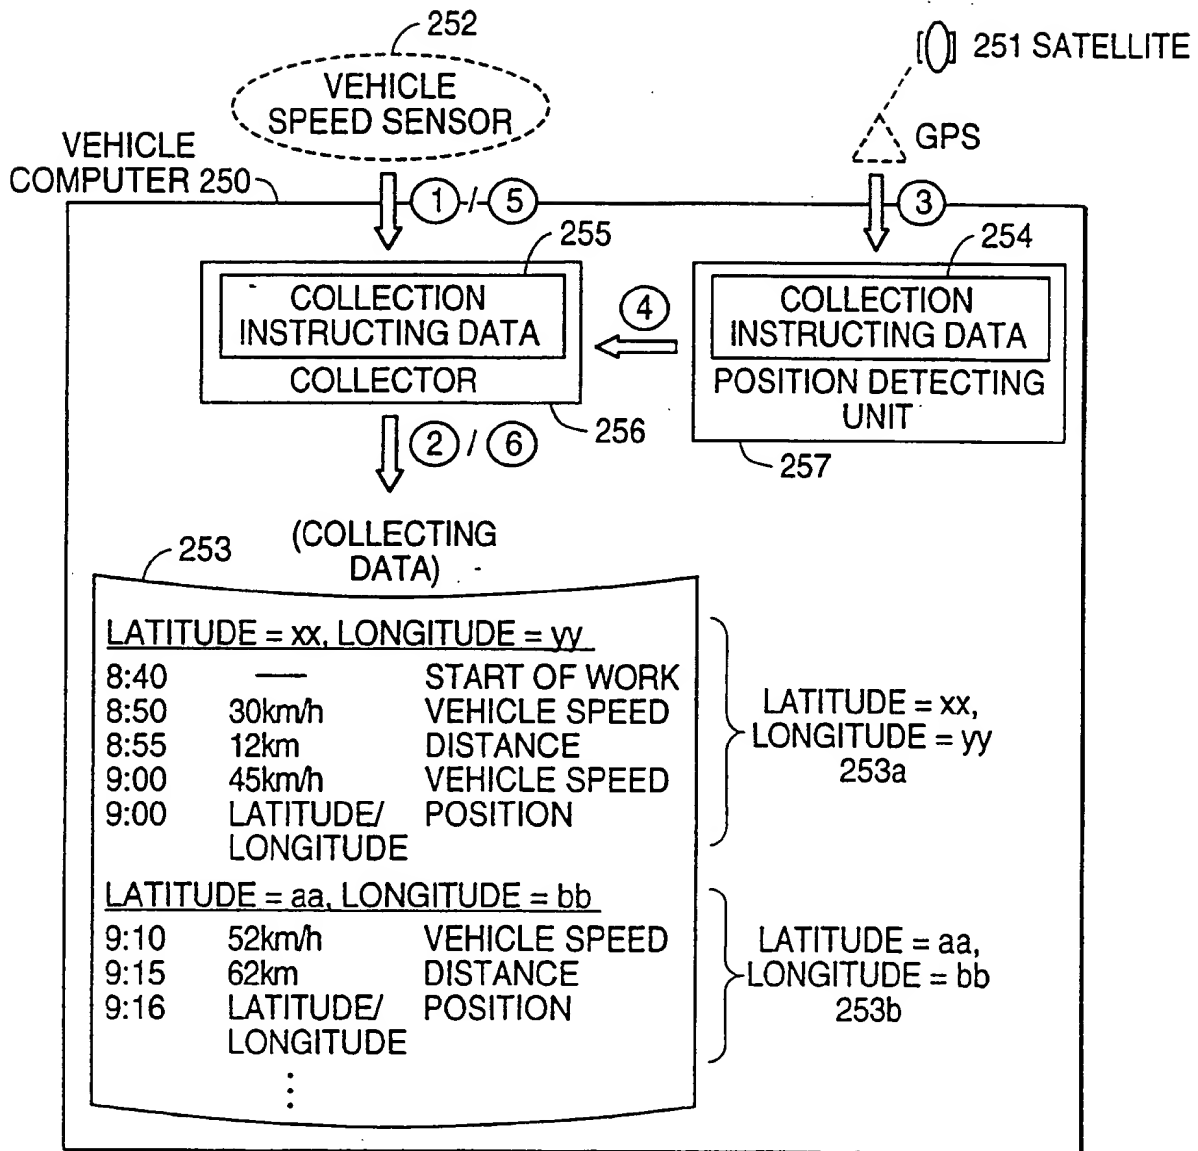 252
VEHICLE
SPEED SENSOR
251 SATELLITE
GPS
VEHICLE
COMPUTER 250
1 / 5
3
255
COLLECTION
INSTRUCTING DATA
COLLECTOR
256
4
254
COLLECTION
INSTRUCTING DATA
POSITION DETECTING
UNIT
257
2 / 6
(COLLECTING
DATA)
253
LATITUDE = xx, LONGITUDE = yy
8:40 — START OF WORK
8:50 30km/h VEHICLE SPEED
8:55 12km DISTANCE
9:00 45km/h VEHICLE SPEED
9:00 LATITUDE/ POSITION
LONGITUDE
LATITUDE = xx,
LONGITUDE = yy
253a
LATITUDE = aa, LONGITUDE = bb
9:10 52km/h VEHICLE SPEED
9:15 62km DISTANCE
9:16 LATITUDE/ POSITION
LONGITUDE
LATITUDE = aa,
LONGITUDE = bb
253b